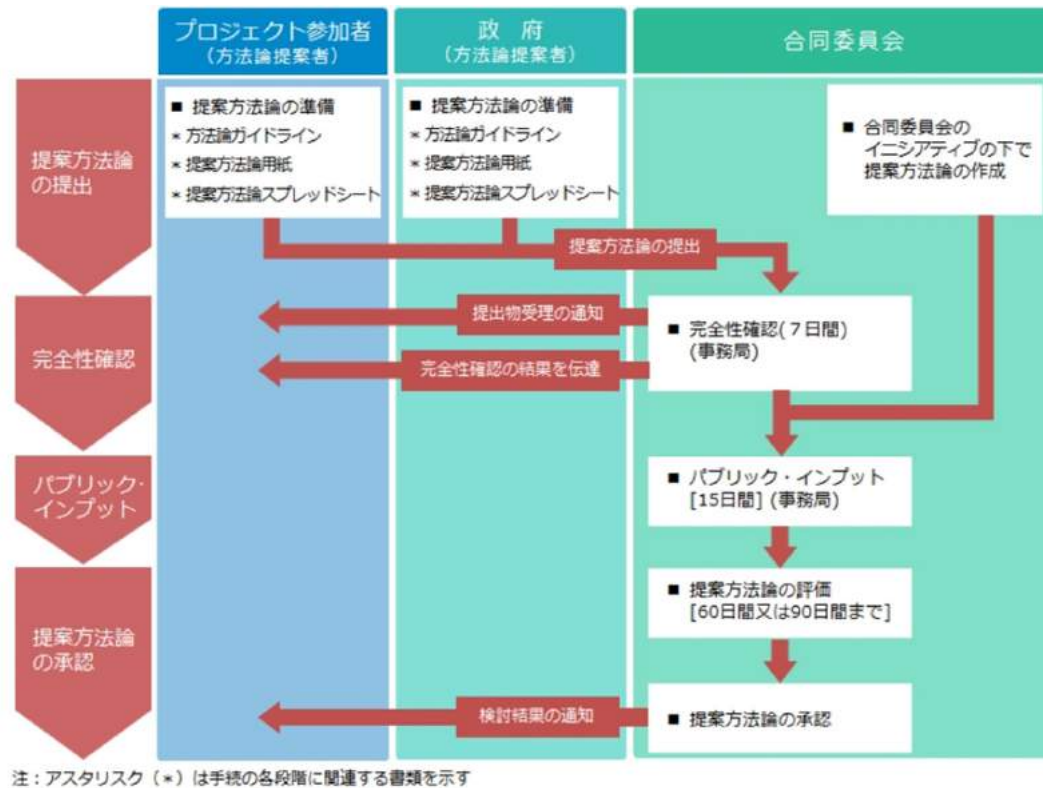 プロジェクト参加者
（方法論提案者）
政 府
（方法論提案者）
合同委員会
提案方法論
の提出
■ 提案方法論の準備
* 方法論ガイドライン
* 提案方法論用紙
* 提案方法論スプレッドシート
■ 提案方法論の準備
* 方法論ガイドライン
* 提案方法論用紙
* 提案方法論スプレッドシート
■ 合同委員会の
イニシアティブの下で
提案方法論の作成
提案方法論の提出
完全性確認
提出物受理の通知
■ 完全性確認(７日間)
(事務局)
完全性確認の結果を伝達
パブリック・
インプット
■ パブリック・インプット
[15日間] (事務局)
提案方法論
の承認
■ 提案方法論の評価
[60日間又は90日間まで]
検討結果の通知
■ 提案方法論の承認
注：アスタリスク（*）は手続の各段階に関連する書類を示す